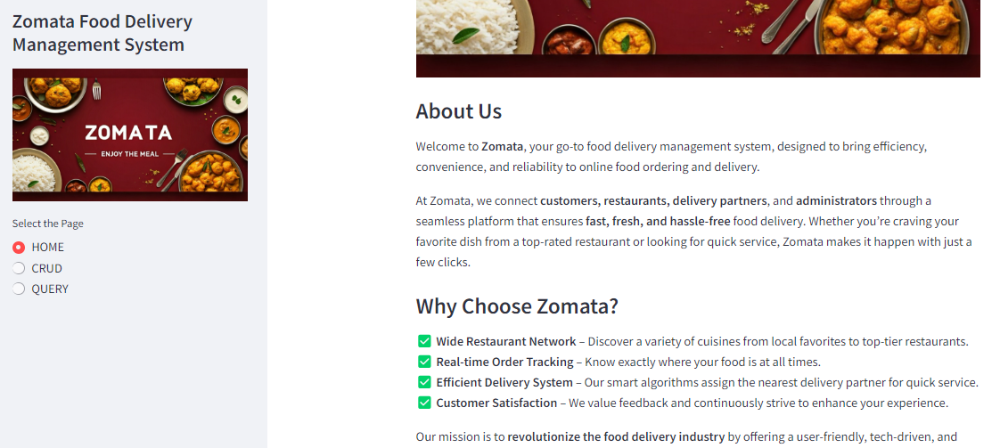 Zomata Food Delivery
Management System
ZOMATA
ENJOY THE MEAL
Select the Page
HOME
CRUD
QUERY
About Us
Welcome to Zomata, your go-to food delivery management system, designed to bring efficiency,
convenience, and reliability to online food ordering and delivery.
At Zomata, we connect customers, restaurants, delivery partners, and administrators through a
seamless platform that ensures fast, fresh, and hassle-free food delivery. Whether you’re craving your
favorite dish from a top-rated restaurant or looking for quick service, Zomata makes it happen with just a
few clicks.
Why Choose Zomata?
✅ Wide Restaurant Network – Discover a variety of cuisines from local favorites to top-tier restaurants.
✅ Real-time Order Tracking – Know exactly where your food is at all times.
✅ Efficient Delivery System – Our smart algorithms assign the nearest delivery partner for quick service.
✅ Customer Satisfaction – We value feedback and continuously strive to enhance your experience.
Our mission is to revolutionize the food delivery industry by offering a user-friendly, tech-driven, and